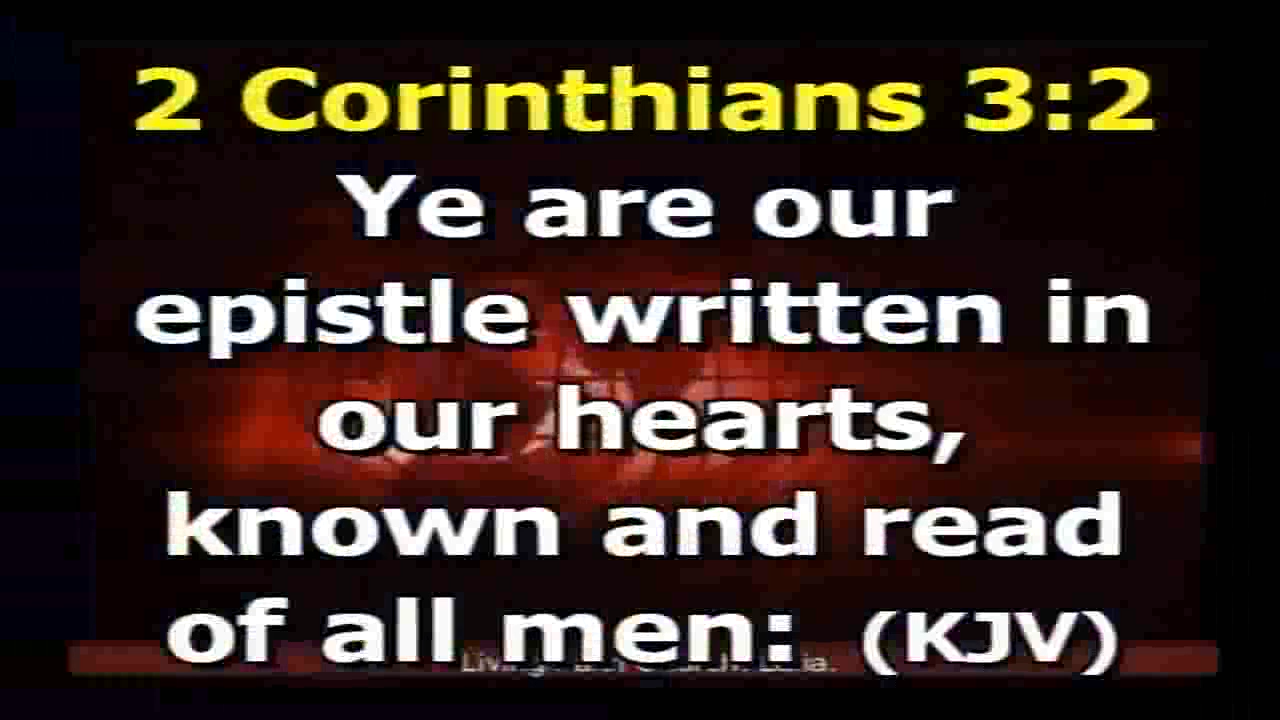 2 Corinthians 3:2
Ye are our
epistle written in
our hearts,
known and read
of all men: (KJV)